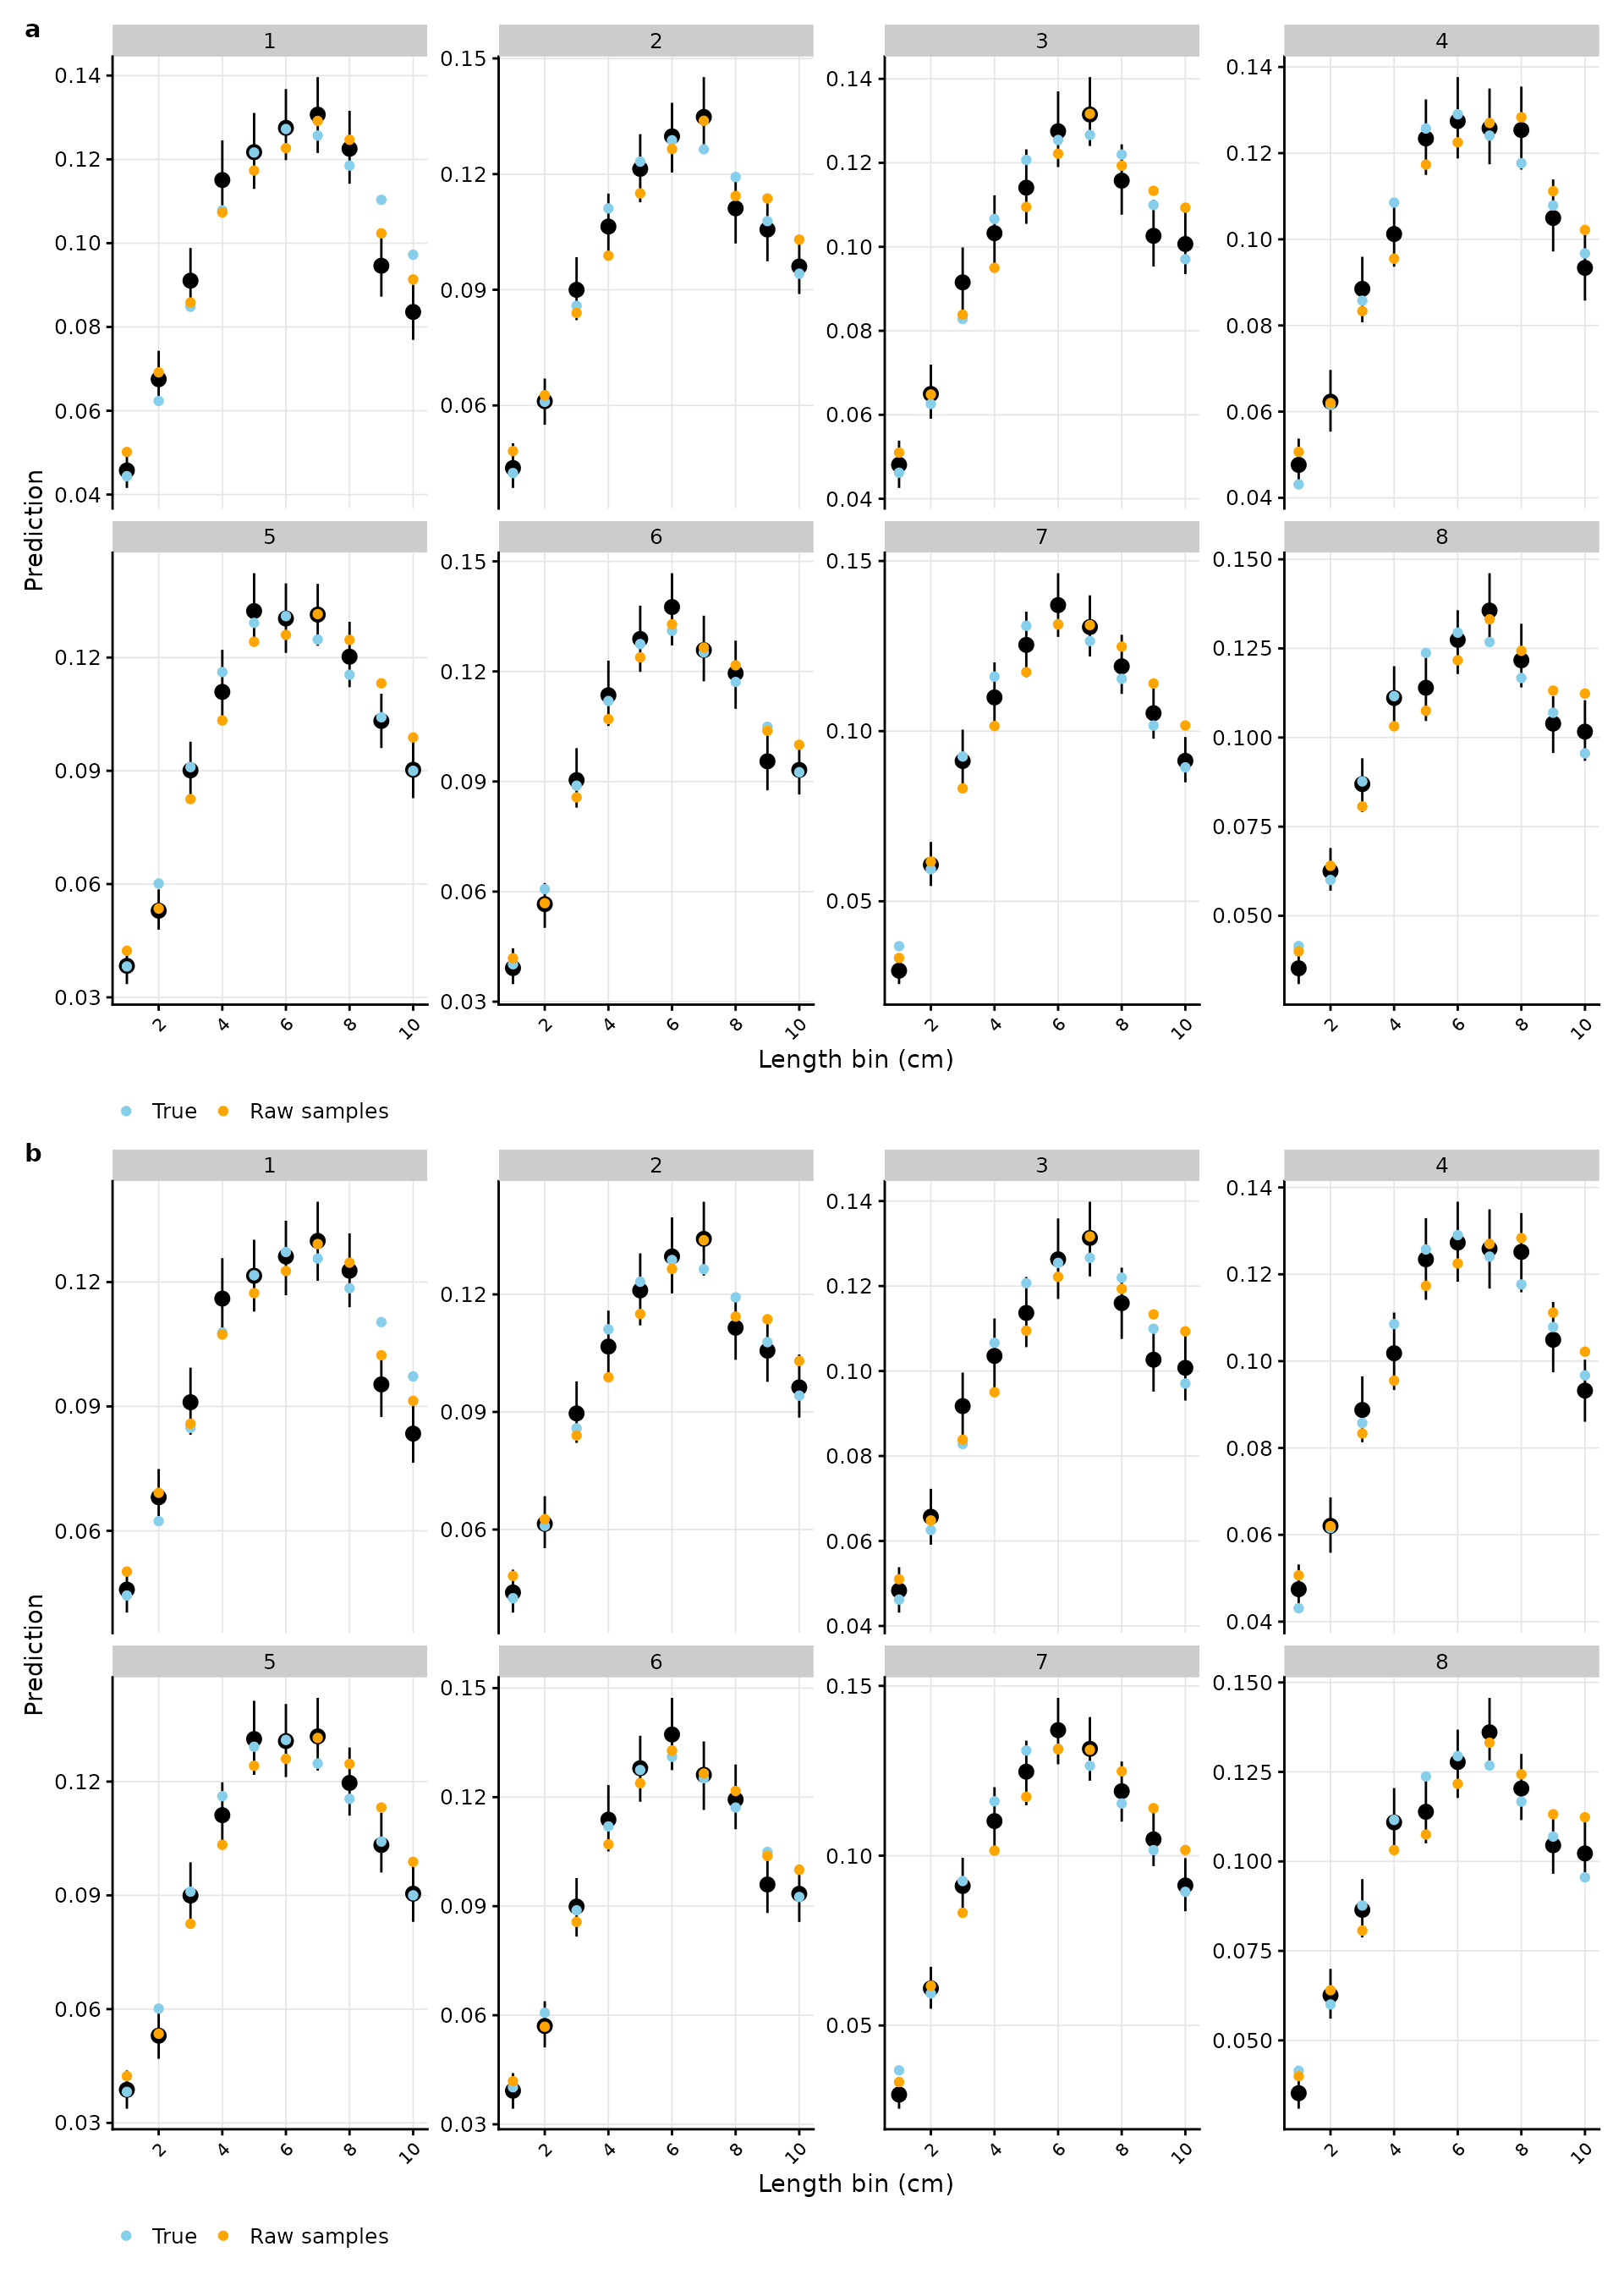 a
1 2 3 4
0.14 0.12 0.10 0.08 0.06 0.04
0.15 0.12 0.09 0.06
0.14 0.12 0.10 0.08 0.06 0.04
0.14 0.12 0.10 0.08 0.06 0.04
Prediction
5 6 7 8
0.12 0.09 0.06 0.03
0.15 0.12 0.09 0.06 0.03
0.15 0.10 0.05
0.150 0.125 0.100 0.075 0.050
2 4 6 8 10 2 4 6 8 10 2 4 6 8 10 2 4 6 8 10
Length bin (cm)
True Raw samples
b
1 2 3 4
0.12 0.09 0.06
0.12 0.09 0.06
0.14 0.12 0.10 0.08 0.06 0.04
0.14 0.12 0.10 0.08 0.06 0.04
Prediction
5 6 7 8
0.12 0.09 0.06 0.03
0.15 0.12 0.09 0.06 0.03
0.15 0.10 0.05
0.150 0.125 0.100 0.075 0.050
2 4 6 8 10 2 4 6 8 10 2 4 6 8 10 2 4 6 8 10
Length bin (cm)
True Raw samples